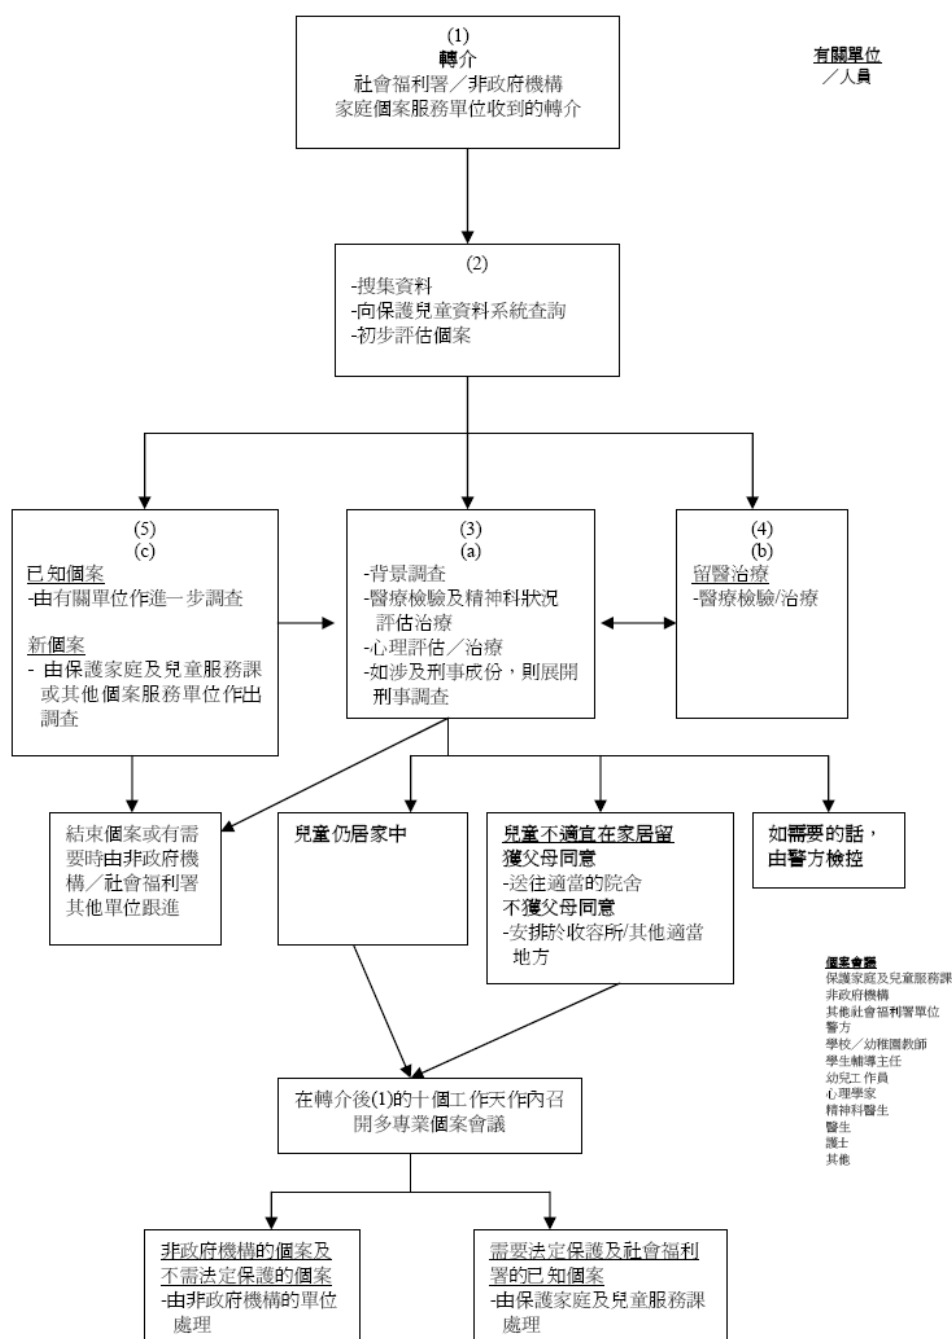 (1)
轉介
社會福利署／非政府機構
家庭個案服務單位收到的轉介
有關單位
／人員
(2)
-搜集資料
-向保護兒童資料系統查詢
-初步評估個案
(5)
(c)
已知個案
-由有關單位作進一步調查
新個案
- 由保護家庭及兒童服務課
或其他個案服務單位作出
調查
(3)
(a)
-背景調查
-醫療檢驗及精神科狀況
評估治療
-心理評估／治療
-如涉及刑事成份，則展開
刑事調查
(4)
(b)
留醫治療
-醫療檢驗/治療
結束個案或有需
要時由非政府機
構／社會福利署
其他單位跟進
兒童仍居家中
兒童不適宜在家居留
獲父母同意
-送往適當的院舍
不獲父母同意
-安排於收容所/其他適當
地方
如需要的話，
由警方檢控
個案會議
保護家庭及兒童服務課
非政府機構
其他社會福利署單位
警方
學校／幼稚園教師
學生輔導主任
幼兒工作員
心理學家
精神科醫生
醫生
護士
其他
在轉介後(1)的十個工作天作內召
開多專業個案會議
非政府機構的個案及
不需法定保護的個案
-由非政府機構的單位
處理
需要法定保護及社會福利
署的已知個案
-由保護家庭及兒童服務課
處理